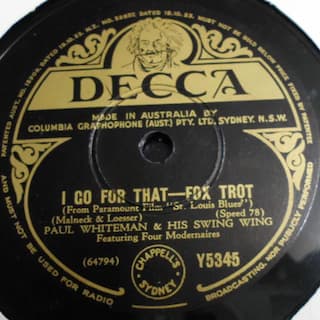 DECCA
MADE IN AUSTRALIA BY
COLUMBIA GRAPHOPHONE (AUST.) PTY. LTD. SYDNEY. N.S.W.
I GO FOR THAT—FOX TROT
(From Paramount Film "St. Louis Blues")
(Malneck & Loesser) (Speed 78)
PAUL WHITEMAN & HIS SWING WING
Featuring Four Modernaires
(64794)
CHAPPELL'S
SYDNEY
Y5345
NOT TO BE USED FOR RADIO
BROADCASTING, NOR PUBLICLY PERFORMED